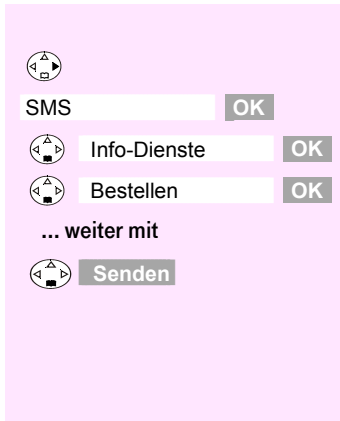 SMS OK
Info-Dienste OK
Bestellen OK
... weiter mit
Senden